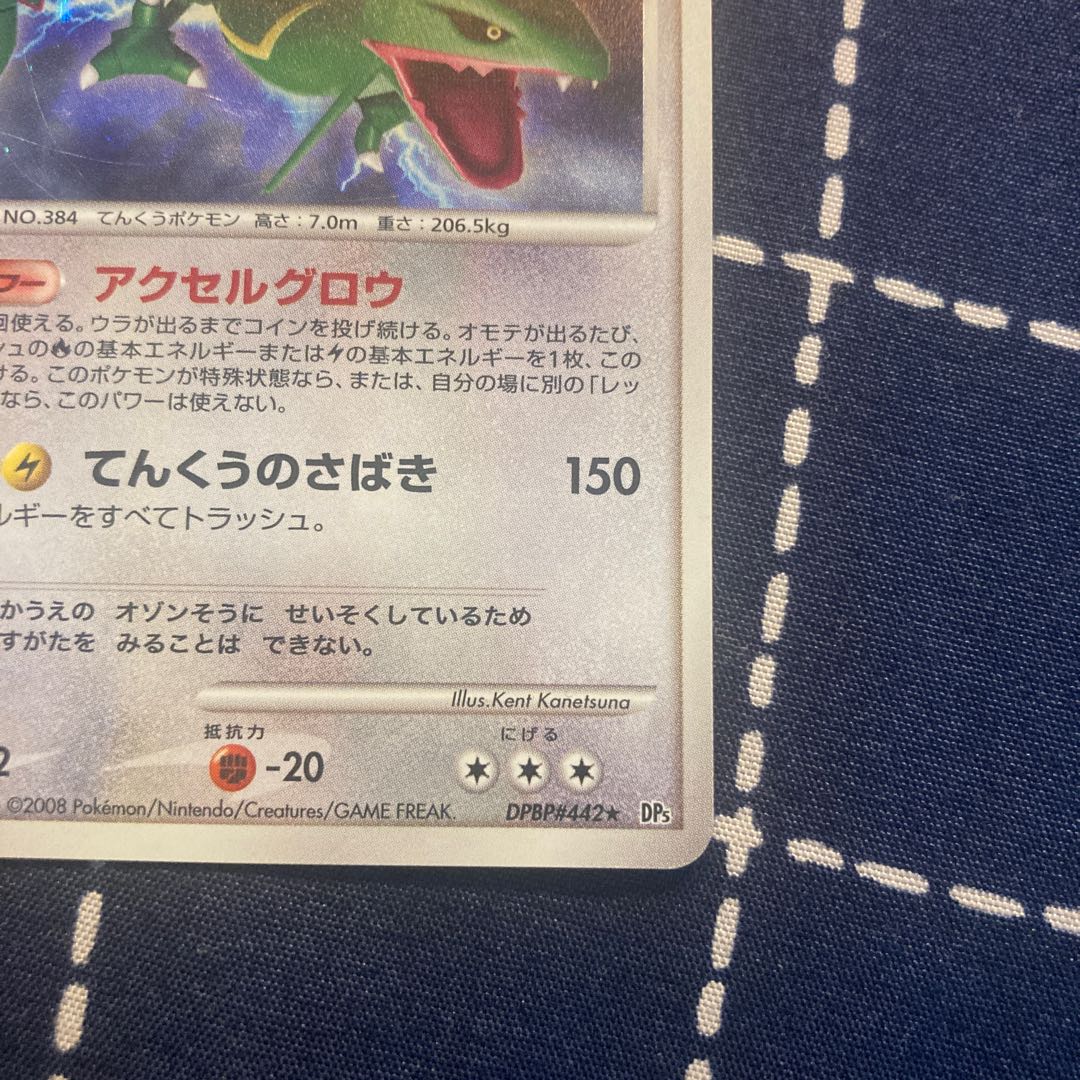 NO.384 てんくうポケモン 高さ：7.0m 重さ：206.5kg
ワー アクセルグロウ
回使える。ウラが出るまでコインを投げ続ける。オモテが出るたび、
シュの🔥の基本エネルギーまたは⚡の基本エネルギーを1枚、この
ける。このポケモンが特殊状態なら、または、自分の場に別の「レッ
なら、このパワーは使えない。
てんくうのさばき 150
ルギーをすべてトラッシュ。
かうえの オゾンそうに せいそくしているため
すがたを みることは できない。
Illus.Kent Kanetsuna
抵抗力 にげる
2 -20
©2008 Pokémon/Nintendo/Creatures/GAME FREAK. DPBP#442★ DPs